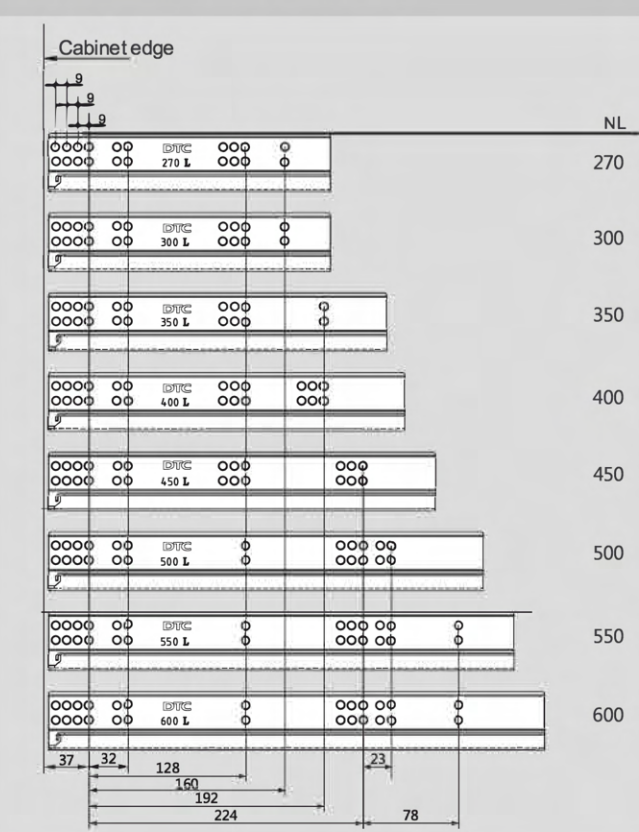 Cabinet edge
9
9
9
NL
DTC
270 L
270
DTC
300 L
300
DTC
350 L
350
DTC
400 L
400
DTC
450 L
450
DTC
500 L
500
DTC
550 L
550
DTC
600 L
600
37 32 23
128
160
192
224 78